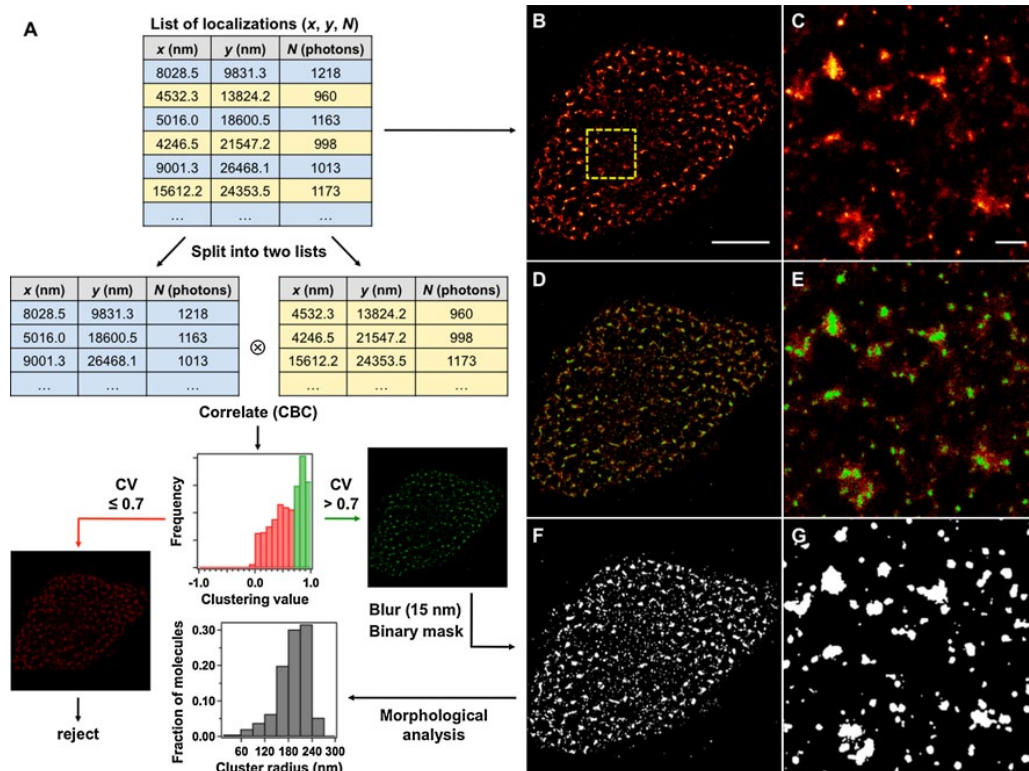 A
List of localizations (x, y, N)
x (nm) y (nm) N (photons)
8028.5 9831.3 1218
4532.3 13824.2 960
5016.0 18600.5 1163
4246.5 21547.2 998
9001.3 26468.1 1013
15612.2 24353.5 1173
... ... ...
Split into two lists
x (nm) y (nm) N (photons)
8028.5 9831.3 1218
5016.0 18600.5 1163
9001.3 26468.1 1013
... ... ...
⊗
x (nm) y (nm) N (photons)
4532.3 13824.2 960
4246.5 21547.2 998
15612.2 24353.5 1173
... ... ...
Correlate (CBC)
CV
≤ 0.7
Frequency
CV
> 0.7
-1.0 0.0 1.0
Clustering value
Blur (15 nm)
Binary mask
reject
Fraction of molecules
0.30
0.20
0.10
0.00
60 120 180 240 300
Cluster radius (nm)
Morphological
analysis
B
C
D
E
F
G